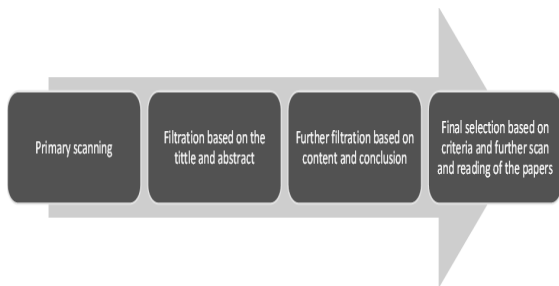 Primary scanning
Filtration based on the
tittle and abstract
Further filtration based on
content and conclusion
Final selection based on
criteria and further scan
and reading of the papers